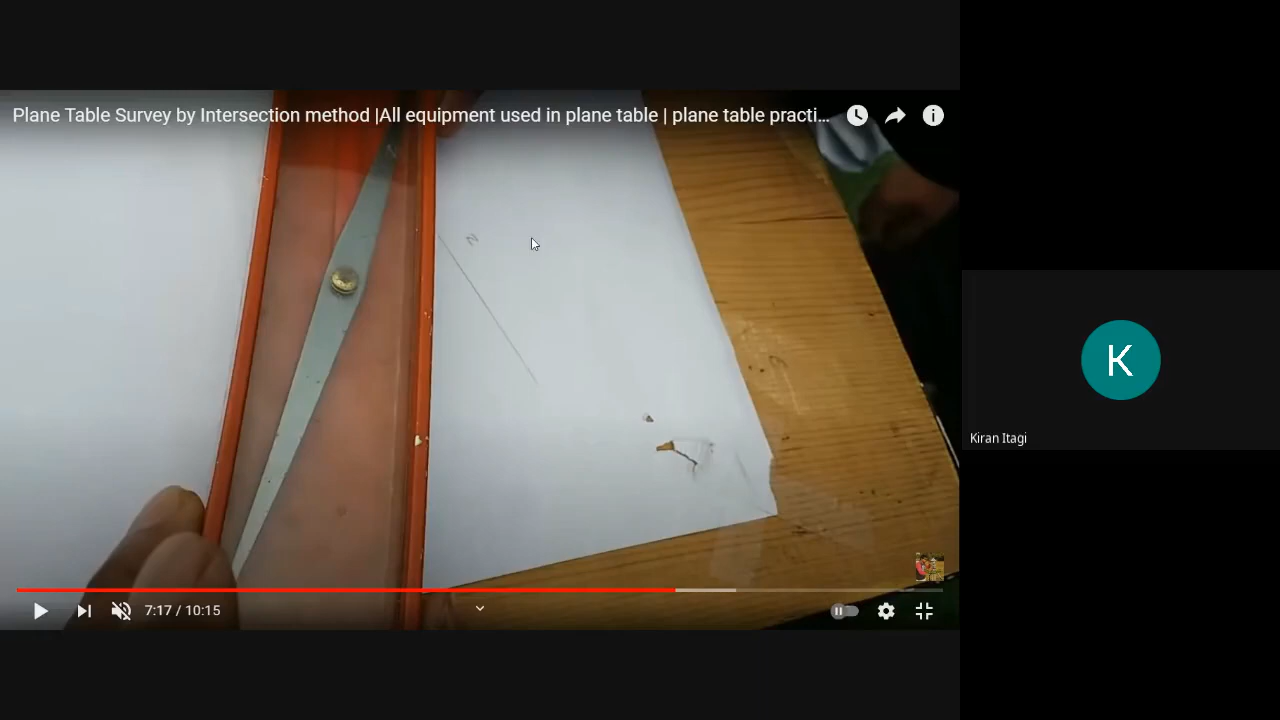 Plane Table Survey by Intersection method |All equipment used in plane table | plane table practi...
N
7:17 / 10:15
K
Kiran Itagi